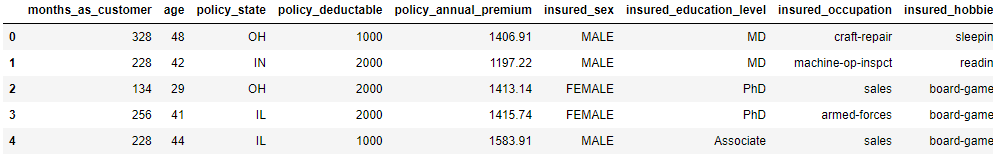 months_as_customer age policy_state policy_deductable policy_annual_premium insured_sex insured_education_level insured_occupation insured_hobbie
0 328 48 OH 1000 1406.91 MALE MD craft-repair sleepin
1 228 42 IN 2000 1197.22 MALE MD machine-op-inspct readin
2 134 29 OH 2000 1413.14 FEMALE PhD sales board-game
3 256 41 IL 2000 1415.74 FEMALE PhD armed-forces board-game
4 228 44 IL 1000 1583.91 MALE Associate sales board-game